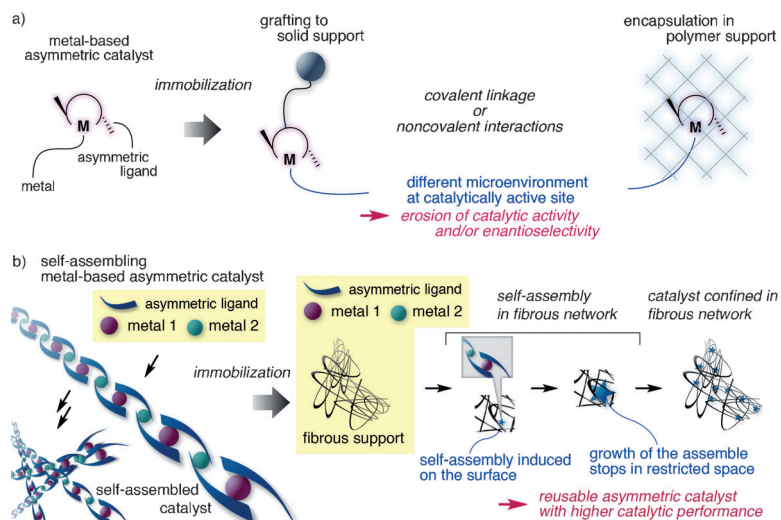 a)
metal-based
asymmetric catalyst
immobilization
M
asymmetric
ligand
metal
grafting to
solid support
M
covalent linkage
or
noncovalent interactions
encapsulation in
polymer support
M
different microenvironment
at catalytically active site
erosion of catalytic activity
and/or enantioselectivity
b)
self-assembling
metal-based asymmetric catalyst
asymmetric ligand
metal 1
metal 2
self-assembled
catalyst
immobilization
asymmetric ligand
metal 1
metal 2
fibrous support
self-assembly
in fibrous network
catalyst confined in
fibrous network
self-assembly induced
on the surface
growth of the assemble
stops in restricted space
reusable asymmetric catalyst
with higher catalytic performance